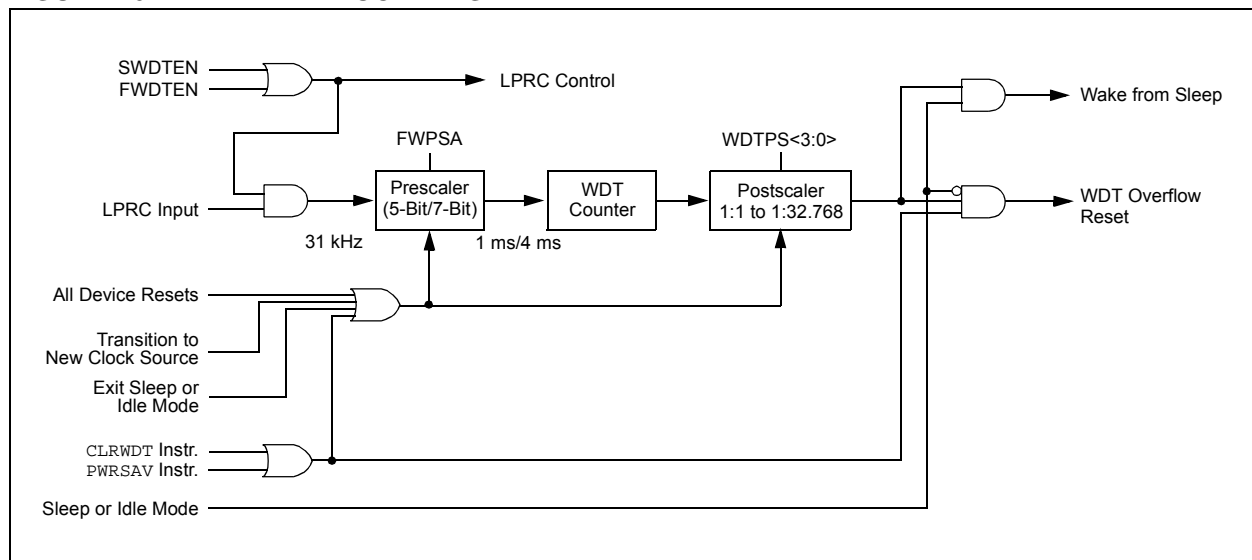 SWDTEN
FWDTEN
LPRC Control
Wake from Sleep
FWPSA
WDTPS<3:0>
LPRC Input
Prescaler
(5-Bit/7-Bit)
WDT
Counter
Postscaler
1:1 to 1:32.768
WDT Overflow
Reset
31 kHz
1 ms/4 ms
All Device Resets
Transition to
New Clock Source
Exit Sleep or
Idle Mode
CLRWDT Instr.
PWRSAV Instr.
Sleep or Idle Mode